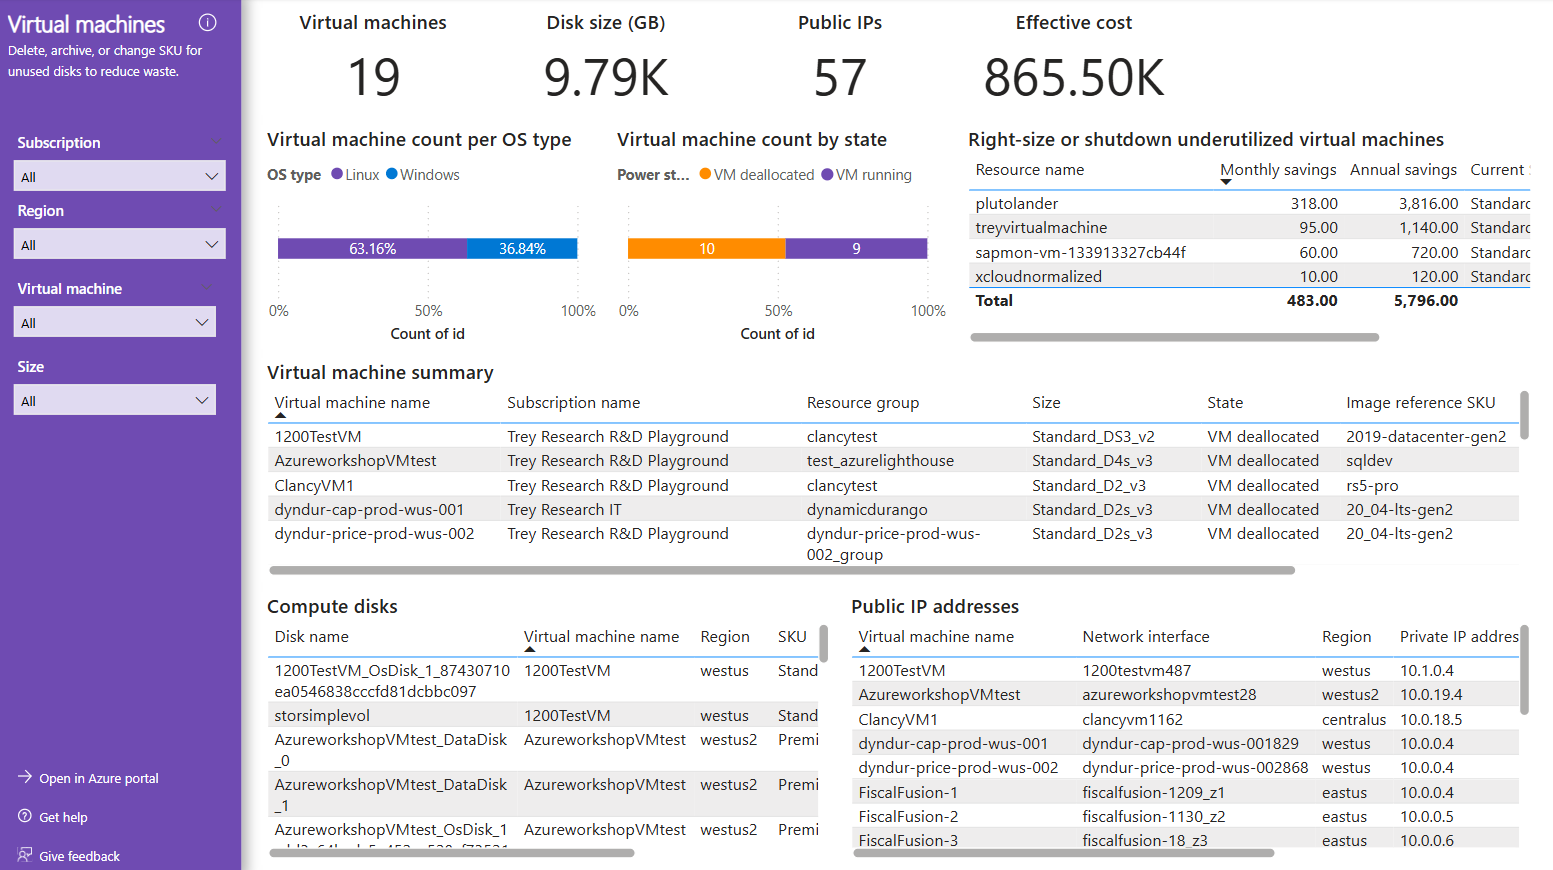 Virtual machines
Delete, archive, or change SKU for
unused disks to reduce waste.
Subscription
All
Region
All
Virtual machine
All
Size
All
Open in Azure portal
Get help
Give feedback
Virtual machines Disk size (GB) Public IPs Effective cost
19 9.79K 57 865.50K
Virtual machine count per OS type
OS type Linux Windows
63.16% 36.84%
0% 50% 100%
Count of id
Virtual machine count by state
Power st... VM deallocated VM running
10 9
0% 50% 100%
Count of id
Right-size or shutdown underutilized virtual machines
Resource name Monthly savings Annual savings Current
plutolander 318.00 3,816.00 Standard
treyvirtualmachine 95.00 1,140.00 Standard
sapmon-vm-133913327cb44f 60.00 720.00 Standard
xcloudnormalized 10.00 120.00 Standard
Total 483.00 5,796.00
Virtual machine summary
Virtual machine name Subscription name Resource group Size State Image reference SKU
1200TestVM Trey Research R&D Playground clancytest Standard_DS3_v2 VM deallocated 2019-datacenter-gen2
AzureworkshopVMtest Trey Research R&D Playground test_azurelighthouse Standard_D4s_v3 VM deallocated sqldev
ClancyVM1 Trey Research R&D Playground clancytest Standard_D2_v3 VM deallocated rs5-pro
dyndur-cap-prod-wus-001 Trey Research IT dynamicdurango Standard_D2s_v3 VM deallocated 20_04-lts-gen2
dyndur-price-prod-wus-002 Trey Research R&D Playground dyndur-price-prod-wus- Standard_D2s_v3 VM deallocated 20_04-lts-gen2
002_group
Compute disks
Disk name Virtual machine name Region SKU
1200TestVM_OsDisk_1_87430710 1200TestVM westus Stand
ea0546838cccfd81dcbbc097
storsimplevol 1200TestVM westus Stand
AzureworkshopVMtest_DataDisk AzureworkshopVMtest westus2 Premi
_0
AzureworkshopVMtest_DataDisk AzureworkshopVMtest westus2 Premi
_1
AzureworkshopVMtest_OsDisk_1 AzureworkshopVMtest westus2 Premi
Public IP addresses
Virtual machine name Network interface Region Private IP addres
1200TestVM 1200testvm487 westus 10.1.0.4
AzureworkshopVMtest azureworkshopvmtest28 westus2 10.0.19.4
ClancyVM1 clancyvm1162 centralus 10.0.18.5
dyndur-cap-prod-wus-001 dyndur-cap-prod-wus-001829 westus 10.0.0.4
dyndur-price-prod-wus-002 dyndur-price-prod-wus-002868 westus 10.0.0.4
FiscalFusion-1 fiscalfusion-1209_z1 eastus 10.0.0.4
FiscalFusion-2 fiscalfusion-1130_z2 eastus 10.0.0.5
FiscalFusion-3 fiscalfusion-18_z3 eastus 10.0.0.6